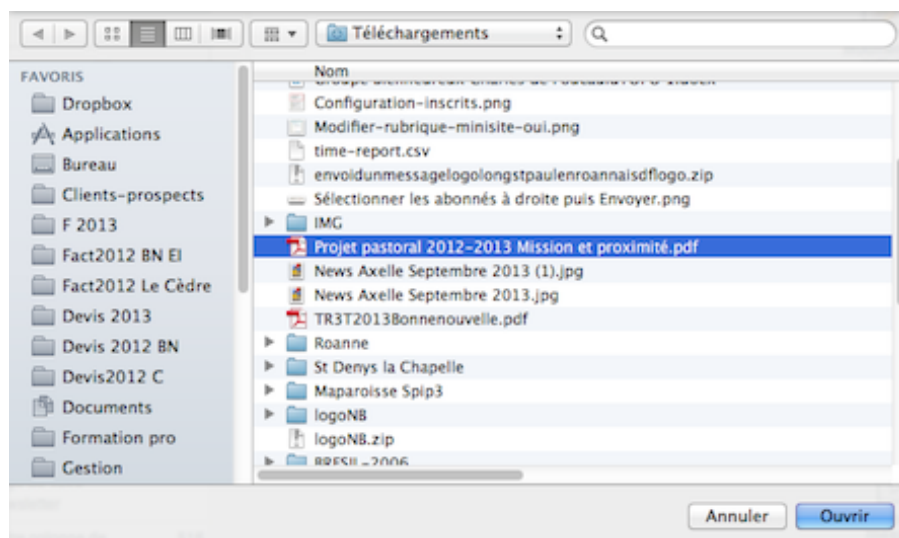 Téléchargements
FAVORIS
Dropbox
Applications
Bureau
Clients-prospects
F 2013
Fact2012 BN EI
Fact2012 Le Cèdre
Devis 2013
Devis 2012 BN
Devis2012 C
Documents
Formation pro
Gestion
Nom
Configuration-inscrits.png
Modifier-rubrique-minisite-oui.png
time-report.csv
envoidunmessagelogolongstpaulenroannaisdflogo.zip
Sélectionner les abonnés à droite puis Envoyer.png
IMG
Projet pastoral 2012-2013 Mission et proximité.pdf
News Axelle Septembre 2013 (1).jpg
News Axelle Septembre 2013.jpg
TR3T2013Bonnenouvelle.pdf
Roanne
St Denys la Chapelle
Maparoisse Spip3
logoNB
logoNB.zip
BRESIL-2006
Annuler
Ouvrir